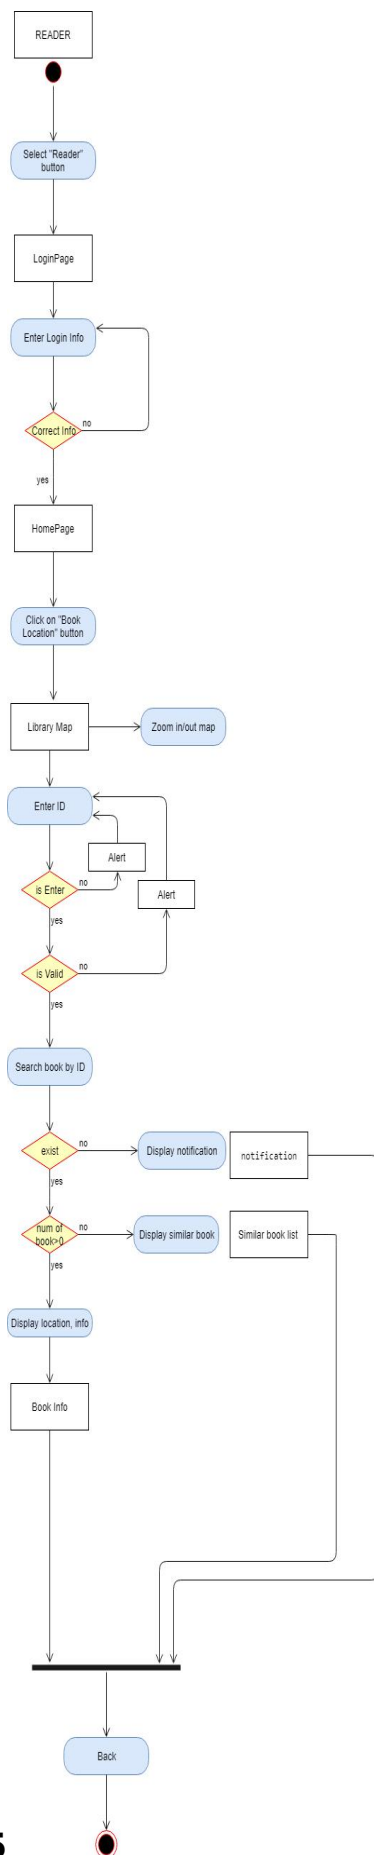 READER
Select "Reader"
button
LoginPage
Enter Login Info
Correct Info
no
yes
HomePage
Click on "Book
Location" button
Library Map
Zoom in/out map
Enter ID
Alert
is Enter
no
Alert
yes
is Valid
no
yes
Search book by ID
exist
no
Display notification
notification
yes
num of
book>0
no
Display similar book
Similar book list
yes
Display location, info
Book Info
Back